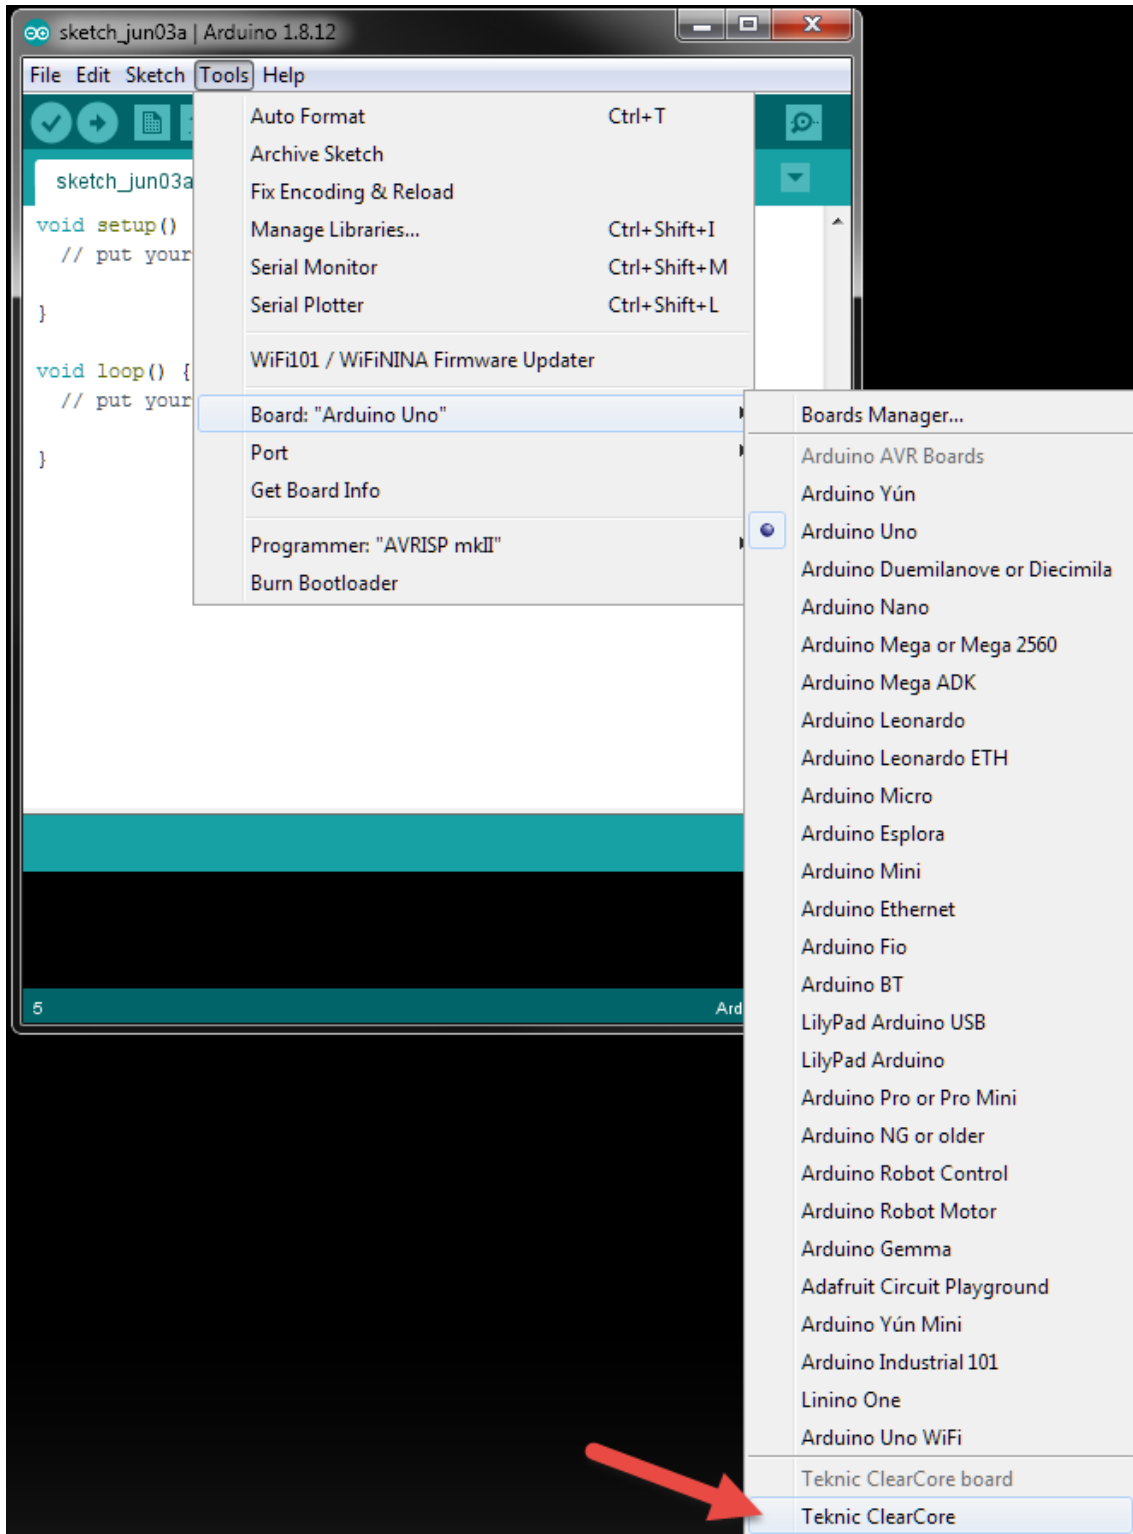 sketch_jun03a | Arduino 1.8.12
File Edit Sketch Tools Help
sketch_jun03a
void setup()
// put your
}
void loop() {
// put your
}
Auto Format Ctrl+T
Archive Sketch
Fix Encoding & Reload
Manage Libraries... Ctrl+Shift+I
Serial Monitor Ctrl+Shift+M
Serial Plotter Ctrl+Shift+L
WiFi101 / WiFiNINA Firmware Updater
Board: "Arduino Uno"
Port
Get Board Info
Programmer: "AVRISP mkII"
Burn Bootloader
5 Ard
Boards Manager...
Arduino AVR Boards
Arduino Yún
Arduino Uno
Arduino Duemilanove or Diecimila
Arduino Nano
Arduino Mega or Mega 2560
Arduino Mega ADK
Arduino Leonardo
Arduino Leonardo ETH
Arduino Micro
Arduino Esplora
Arduino Mini
Arduino Ethernet
Arduino Fio
Arduino BT
LilyPad Arduino USB
LilyPad Arduino
Arduino Pro or Pro Mini
Arduino NG or older
Arduino Robot Control
Arduino Robot Motor
Arduino Gemma
Adafruit Circuit Playground
Arduino Yún Mini
Arduino Industrial 101
Linino One
Arduino Uno WiFi
Teknic ClearCore board
Teknic ClearCore